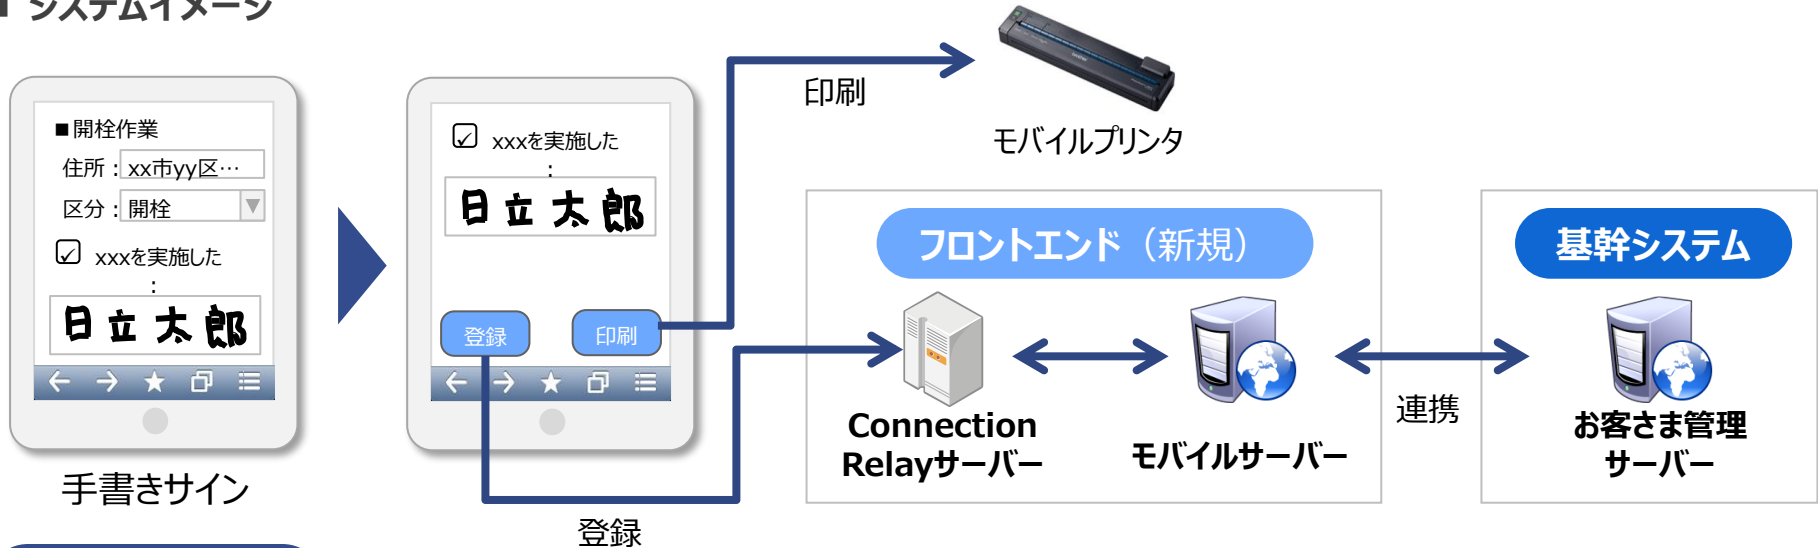 システムイメージ
■開栓作業
住所：xx市yy区…
区分：開栓
xxxを実施した
：
日立太郎
手書きサイン
xxxを実施した
：
日立太郎
登録
印刷
登録
印刷
モバイルプリンタ
フロントエンド（新規）
Connection
Relayサーバー
モバイルサーバー
連携
基幹システム
お客さま管理
サーバー